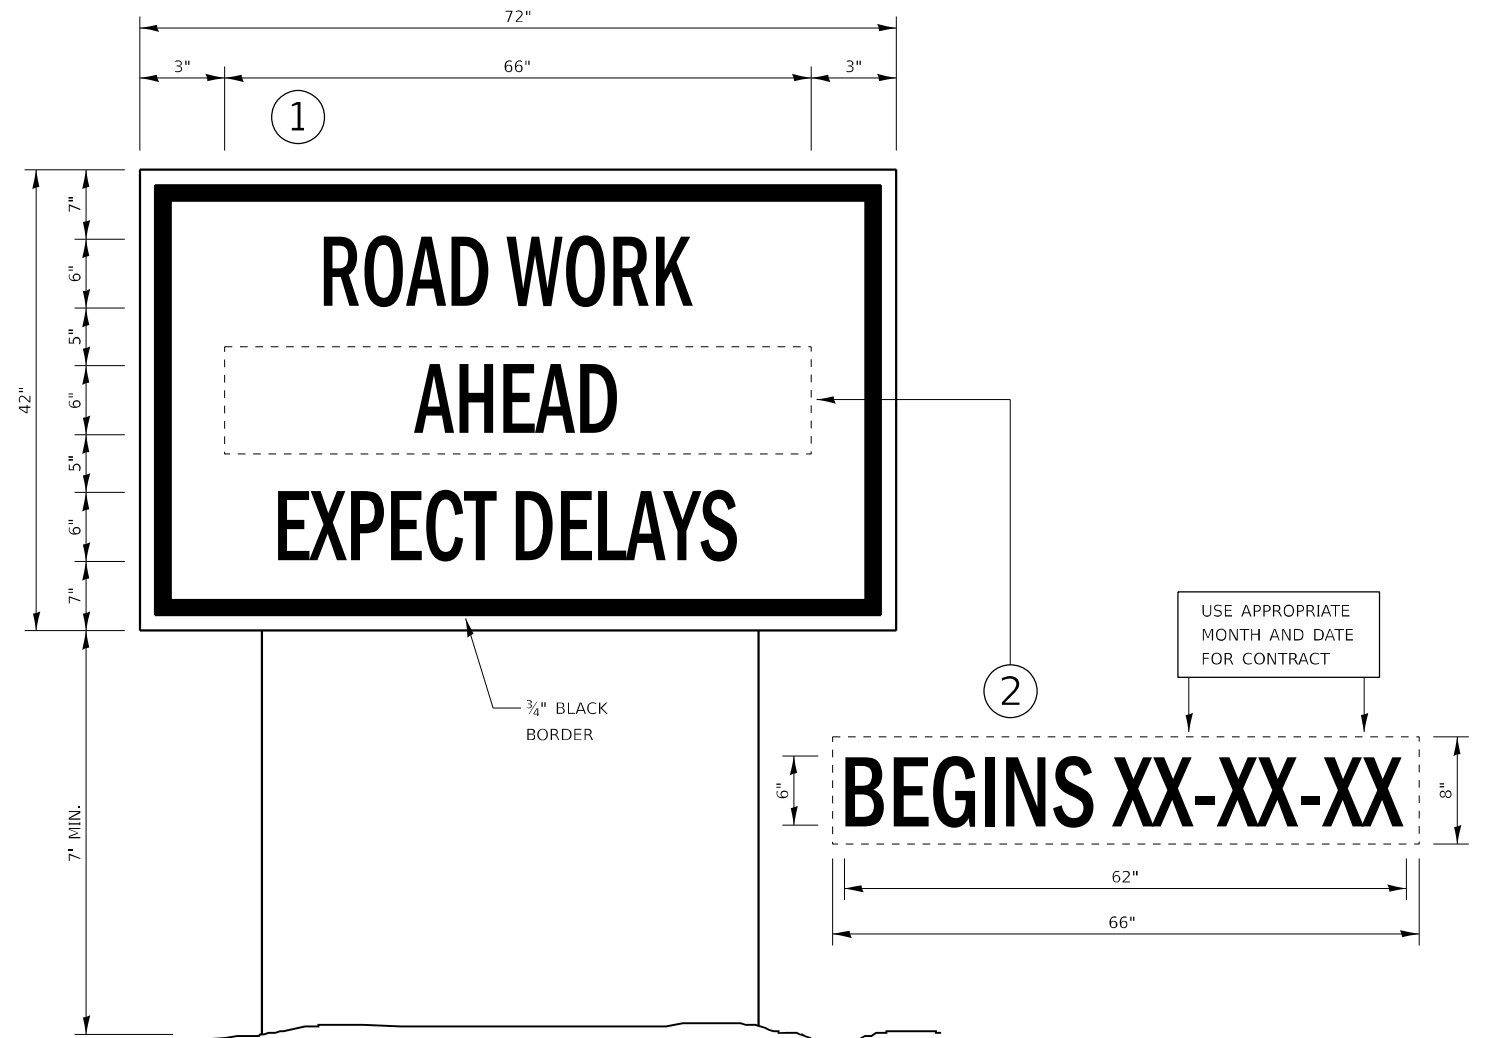 72"
3" 66" 3"
1
7"
6"
5"
6"
5"
6"
7"
42"
ROAD WORK
AHEAD
EXPECT DELAYS
¾" BLACK
BORDER
7' MIN.
2
USE APPROPRIATE
MONTH AND DATE
FOR CONTRACT
BEGINS XX-XX-XX
6"
8"
62"
66"